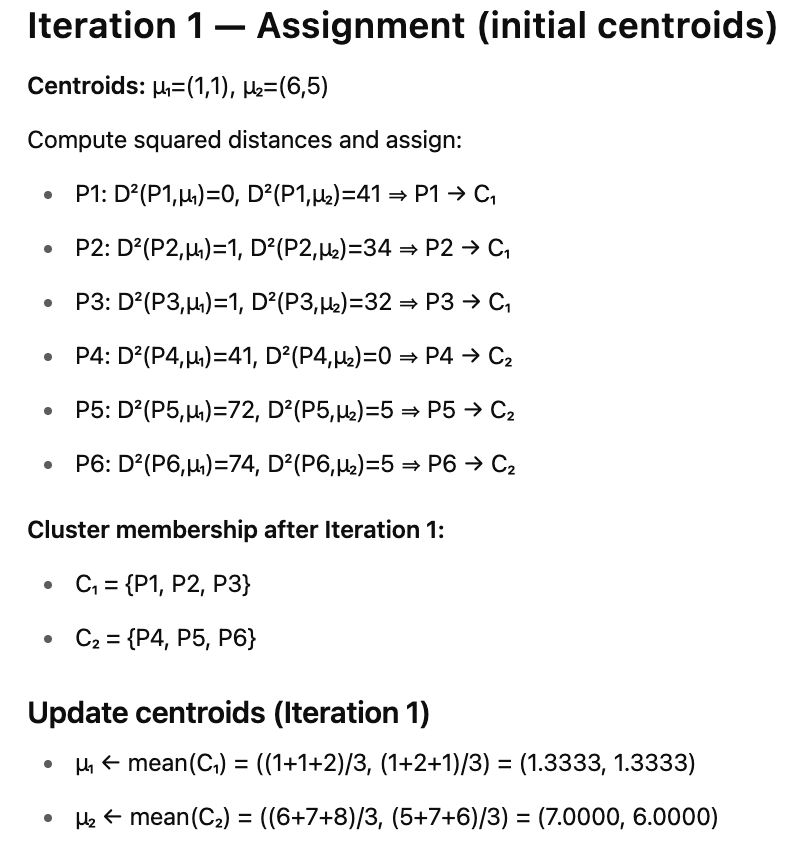 Iteration 1 — Assignment (initial centroids)
Centroids: μ₁=(1,1), μ₂=(6,5)
Compute squared distances and assign:
• P1: D²(P1,μ₁)=0, D²(P1,μ₂)=41 ⇒ P1 → C₁
• P2: D²(P2,μ₁)=1, D²(P2,μ₂)=34 ⇒ P2 → C₁
• P3: D²(P3,μ₁)=1, D²(P3,μ₂)=32 ⇒ P3 → C₁
• P4: D²(P4,μ₁)=41, D²(P4,μ₂)=0 ⇒ P4 → C₂
• P5: D²(P5,μ₁)=72, D²(P5,μ₂)=5 ⇒ P5 → C₂
• P6: D²(P6,μ₁)=74, D²(P6,μ₂)=5 ⇒ P6 → C₂
Cluster membership after Iteration 1:
• C₁ = {P1, P2, P3}
• C₂ = {P4, P5, P6}
Update centroids (Iteration 1)
• μ₁ ← mean(C₁) = ((1+1+2)/3, (1+2+1)/3) = (1.3333, 1.3333)
• μ₂ ← mean(C₂) = ((6+7+8)/3, (5+7+6)/3) = (7.0000, 6.0000)